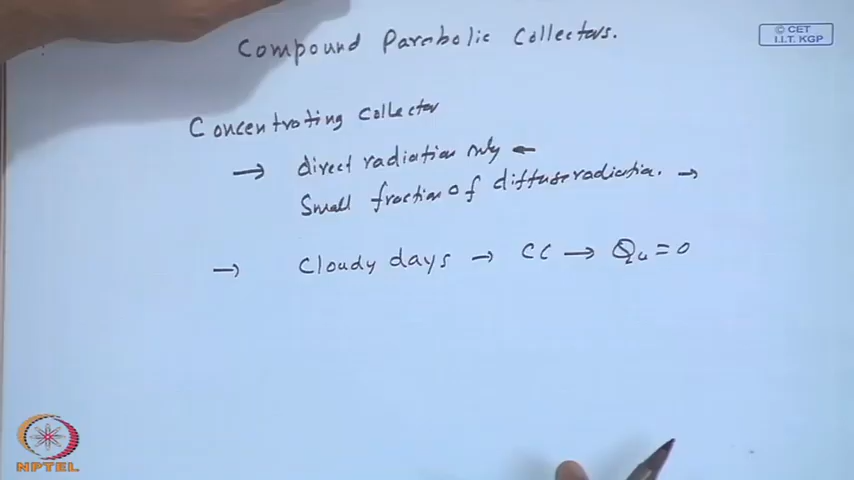 Compound Parabolic Collectors.
© CET
I.I.T. KGP
Concentrating Collector
→ direct radiation only ←
Small fraction of diffuse radiation. →
→ Cloudy days → CC → Qu = 0
NPTEL